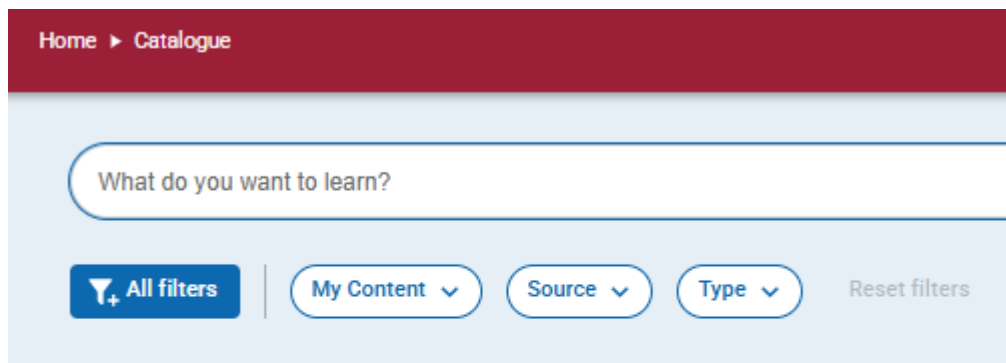 Home ▸ Catalogue
What do you want to learn?
All filters My Content Source Type Reset filters